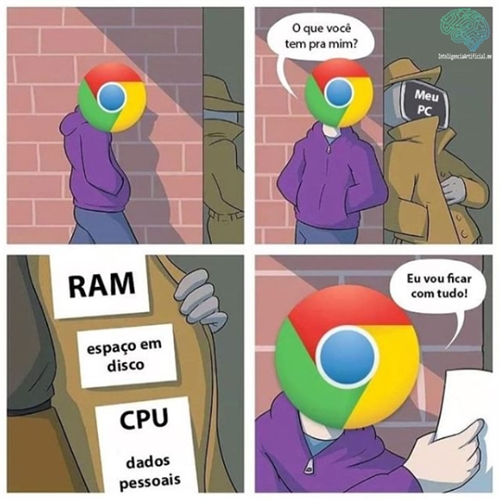 InteligenciaArtificial.me
O que você
tem pra mim?
Meu
PC
RAM
espaço em
disco
CPU
dados
pessoais
Eu vou ficar
com tudo!